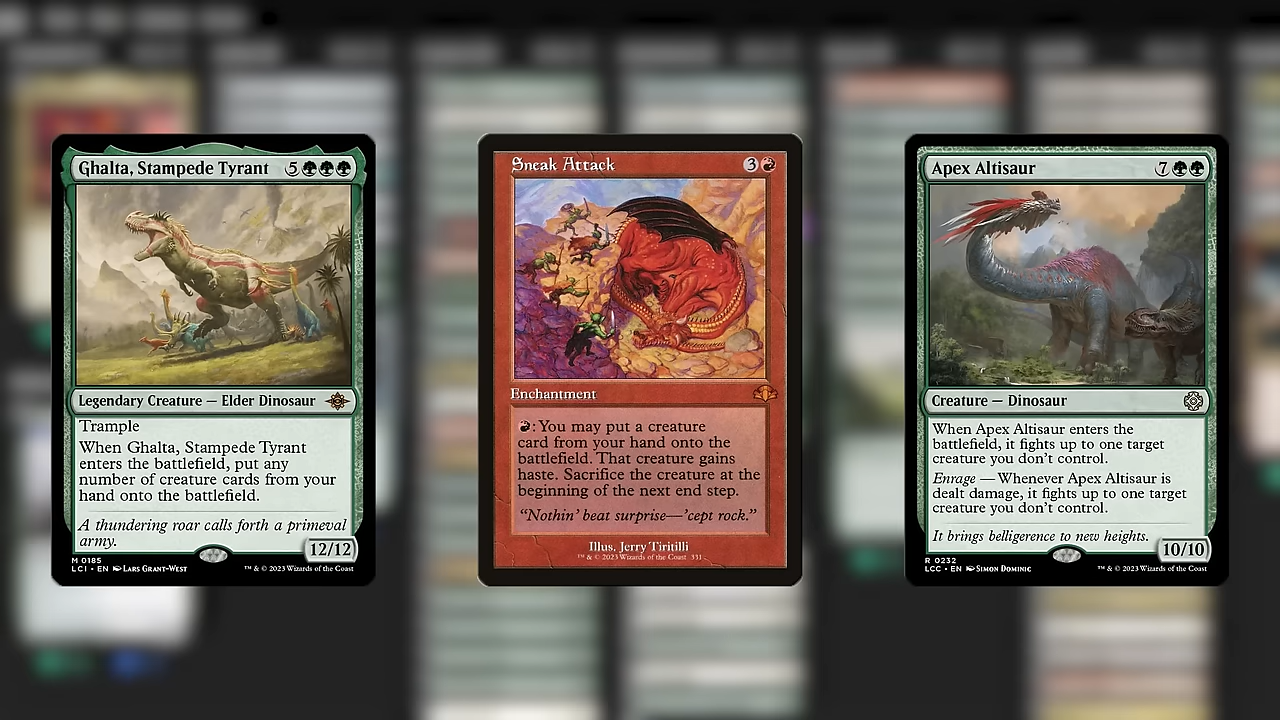 Ghalta, Stampede Tyrant 5
Legendary Creature — Elder Dinosaur
Trample
When Ghalta, Stampede Tyrant
enters the battlefield, put any
number of creature cards from your
hand onto the battlefield.
A thundering roar calls forth a primeval
army.
12/12
M 0185
LCI • EN Lars Grant-West
™ & © 2023 Wizards of the Coast
Sneak Attack 3
Enchantment
: You may put a creature
card from your hand onto the
battlefield. That creature gains
haste. Sacrifice the creature at the
beginning of the next end step.
“Nothin’ beat surprise—’cept rock.”
Illus. Jerry Tiritilli
™ & © 2023 Wizards of the Coast 331
Apex Altisaur 7
Creature — Dinosaur
When Apex Altisaur enters the
battlefield, it fights up to one target
creature you don’t control.
Enrage — Whenever Apex Altisaur is
dealt damage, it fights up to one target
creature you don’t control.
It brings belligerence to new heights.
10/10
R 0232
LCC • EN Simon Dominic
™ & © 2023 Wizards of the Coast